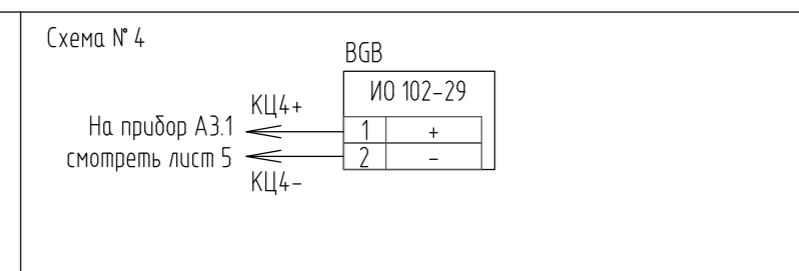 Схема № 4
BGB
ИО 102-29
КЦ4+
На прибор А3.1
1 +
смотреть лист 5
2 -
КЦ4-